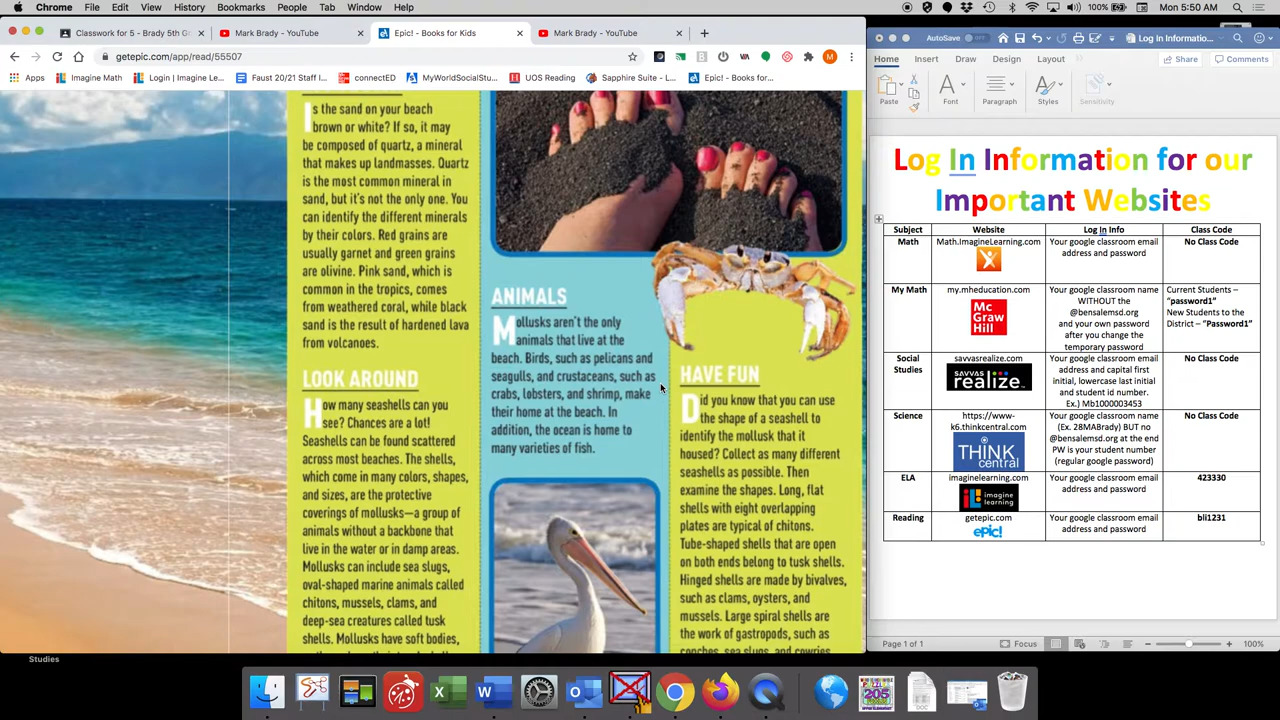 Chrome File Edit View History Bookmarks People Tab Window Help 100% Mon 5:50 AM
Classwork for 5 - Brady 5th G Mark Brady - YouTube Epic! - Books for Kids Mark Brady - YouTube
getepic.com/app/read/55507
Apps Imagine Math Login | Imagine Le... Faust 20/21 Staff I... connectED MyWorldSocialStu... UOS Reading Sapphire Suite - L... Epic! - Books for...
Is the sand on your beach
brown or white? If so, it may
be composed of quartz, a mineral
that makes up landmasses. Quartz
is the most common mineral in
sand, but it's not the only one. You
can identify the different minerals
by their colors. Red grains are
usually garnet and green grains
are olivine. Pink sand, which is
common in the tropics, comes
from weathered coral, while black
sand is the result of hardened lava
from volcanoes.
LOOK AROUND
How many seashells can you
see? Chances are a lot!
Seashells can be found scattered
across most beaches. The shells,
which come in many colors, shapes,
and sizes, are the protective
coverings of mollusks—a group of
animals without a backbone that
live in the water or in damp areas.
Mollusks can include sea slugs,
oval-shaped marine animals called
chitons, mussels, clams, and
deep-sea creatures called tusk
shells. Mollusks have soft bodies,
ANIMALS
Mollusks aren't the only
animals that live at the
beach. Birds, such as pelicans and
seagulls, and crustaceans, such as
crabs, lobsters, and shrimp, make
their home at the beach. In
addition, the ocean is home to
many varieties of fish.
HAVE FUN
Did you know that you can use
the shape of a seashell to
identify the mollusk that it
housed? Collect as many different
seashells as possible. Then
examine the shapes. Long, flat
shells with eight overlapping
plates are typical of chitons.
Tube-shaped shells that are open
on both ends belong to tusk shells.
Hinged shells are made by bivalves,
such as clams, oysters, and
mussels. Large spiral shells are
the work of gastropods, such as
conches, sea slugs, and cowries.
Studies
AutoSave OFF Log In Informatio...
Home Insert Draw Design Layout Share Comments
Paste Font Paragraph Styles Sensitivity
Log In Information for our
Important Websites
Subject Website Log In Info Class Code
Math Math.ImagineLearning.com Your google classroom email No Class Code
address and password
My Math my.mheducation.com Your google classroom name Current Students –
WITHOUT the "password1"
@bensalemsd.org New Students to the
and your own password District – "Password1"
after you change the
temporary password
Mc
Graw
Hill
Social savvasrealize.com Your google classroom email No Class Code
Studies address and capital first
initial, lowercase last initial
and student id number.
Ex.) Mb1000003453
SAVVAS
realize
Science https://www- Your google classroom name No Class Code
k6.thinkcentral.com (Ex. 28MABrady) BUT no
@bensalemsd.org at the end
PW is your student number
(regular google password)
THINK
central
ELA imaginelearning.com Your google classroom email 423330
address and password
imagine
learning
Reading getepic.com Your google classroom email bli1231
address and password
epic!
Page 1 of 1 Focus 100%
205